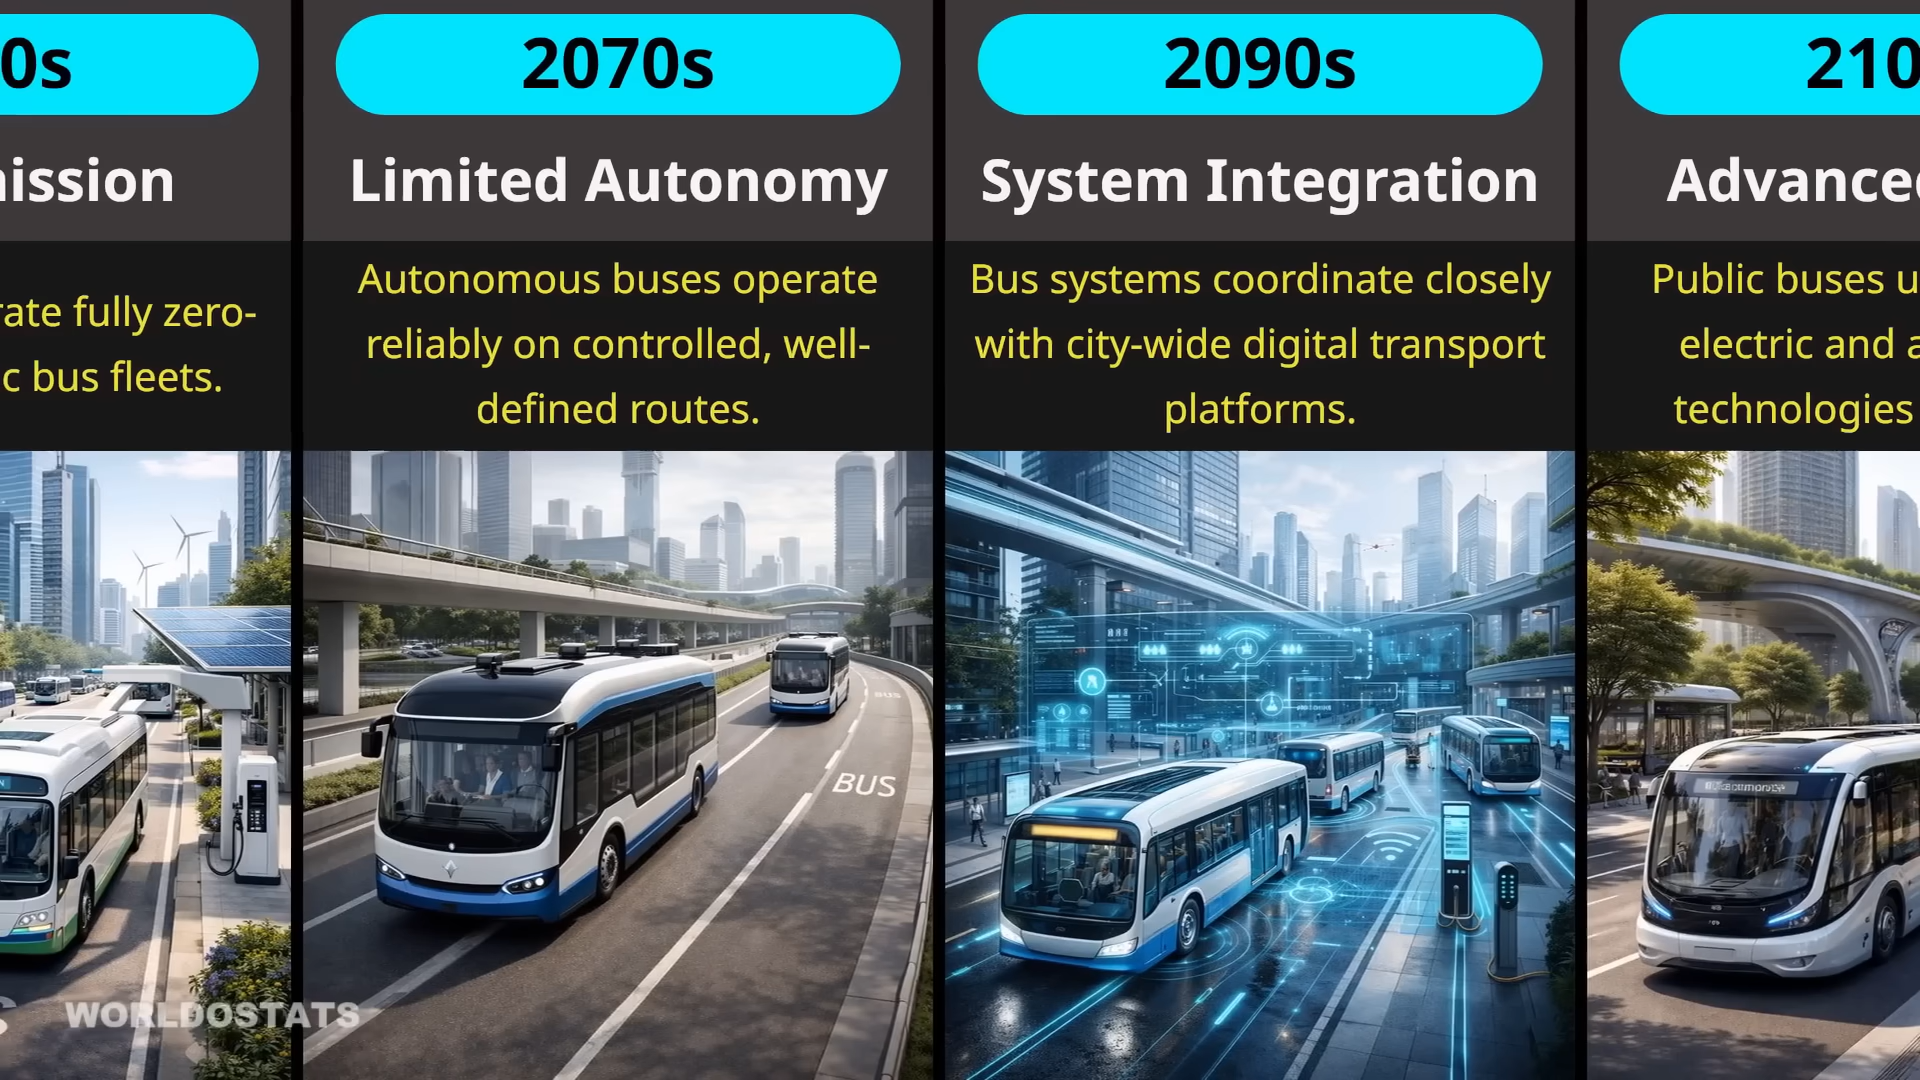 0s
ission
rate fully zero-
c bus fleets.
2070s
Limited Autonomy
Autonomous buses operate
reliably on controlled, well-
defined routes.
BUS
BUS
2090s
System Integration
Bus systems coordinate closely
with city-wide digital transport
platforms.
210
Advanced
Public buses u
electric and a
technologies
WORLDOSTATS